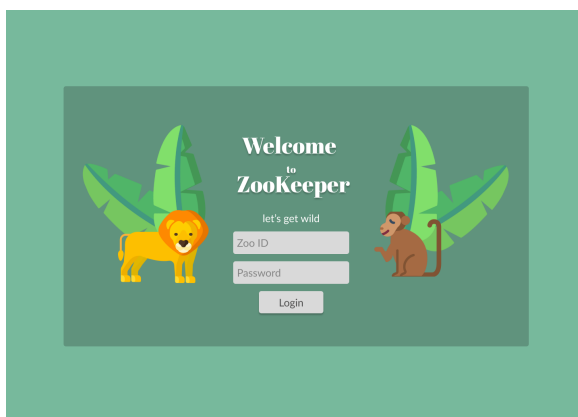 Welcome
to
ZooKeeper
let's get wild
Zoo ID
Password
Login